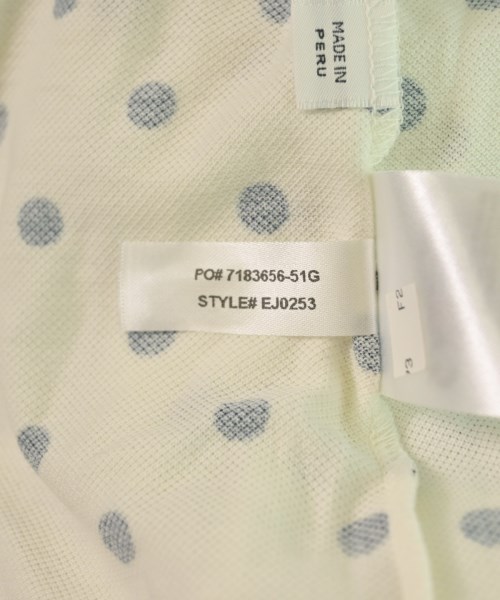 MADE IN
PERU
PO# 7183656-51G
STYLE# EJ0253